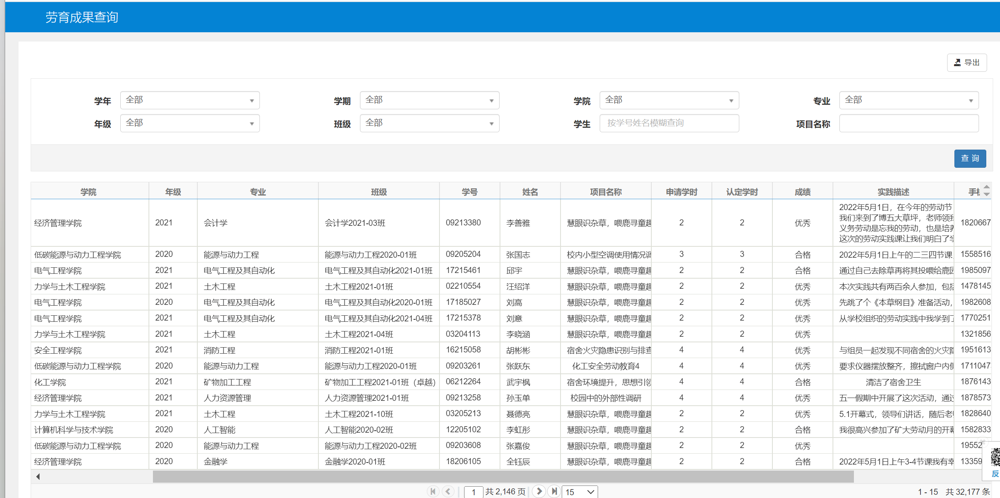 劳育成果查询
导出
学年 全部 学期 全部 学院 全部 专业 全部
年级 全部 班级 全部 学生 按学号姓名模糊查询 项目名称
查 询
学院 年级 专业 班级 学号 姓名 项目名称 申请学时 认定学时 成绩 实践描述
经济管理学院 2021 会计学 会计学2021-03班 09213380 李善雅 慧眼识杂草，喂鹿寻童趣 2 2 优秀 2022年5月1日，在今年的劳动节
我们来到了博五大草坪，老师领我
义务劳动是忘我的劳动，也是培养
这次的劳动实践课让我们明白了学
1820667
低碳能源与动力工程学院 2020 能源与动力工程 能源与动力工程2020-01班 09205204 张国志 校内小型空调使用情况调 3 3 合格 2022年5月1日上午的二三四节课， 1558516
电气工程学院 2021 电气工程及其自动化 电气工程及其自动化2021-01班 17215461 邱宇 慧眼识杂草，喂鹿寻童趣 2 2 合格 通过自己去除草再将其投喂给鹿园 1985097
力学与土木工程学院 2021 土木工程 土木工程2021-01班 02210554 汪绍洋 慧眼识杂草，喂鹿寻童趣 2 2 优秀 本次实践共有两百余人参加，包括 1478145
电气工程学院 2020 电气工程及其自动化 电气工程及其自动化2020-01班 17185027 刘高 慧眼识杂草，喂鹿寻童趣 2 2 优秀 先跳了个《本草纲目》准备活动， 1982608
电气工程学院 2021 电气工程及其自动化 电气工程及其自动化2021-04班 17215378 刘意 慧眼识杂草，喂鹿寻童趣 2 2 优秀 从学校组织的劳动实践中我学到了 1770251
力学与土木工程学院 2021 土木工程 土木工程2021-04班 03204113 李晓涵 慧眼识杂草，喂鹿寻童趣 2 2 优秀 1321856
安全工程学院 2021 消防工程 消防工程2021-01班 16215058 胡彬彬 宿舍火灾隐患识别与排查 4 4 优秀 与组员一起发现不同宿舍的火灾隐 1951613
低碳能源与动力工程学院 2020 能源与动力工程 能源与动力工程2020-01班 09203261 张跃东 化工安全劳动教育4 4 4 优秀 要求仪器摆放整齐，擦拭窗户内侧 1711047
化工学院 2021 矿物加工工程 矿物加工工程2021-01班（卓越） 06212264 武宇枫 宿舍环境提升，思想引领 4 4 合格 清洁了宿舍卫生 1876143
经济管理学院 2021 人力资源管理 人力资源管理2021-01班 09213258 孙玉单 校园中的外部性调研 4 4 优秀 五一假期中开展了这次活动，通过 1878573
力学与土木工程学院 2021 土木工程 土木工程2021-10班 03205213 聂德亮 慧眼识杂草，喂鹿寻童趣 2 2 优秀 5.1开幕式，领导们讲话，随后老 1828640
计算机科学与技术学院 2020 人工智能 人工智能2020-02班 12205102 李虹彤 慧眼识杂草，喂鹿寻童趣 2 2 合格 我很高兴参加了矿大劳动月的开幕 1582833
低碳能源与动力工程学院 2020 能源与动力工程 能源与动力工程2020-02班 09203608 张嘉俊 慧眼识杂草，喂鹿寻童趣 2 2 优秀 19552
经济管理学院 2020 金融学 金融学2020-01班 18206105 全钰辰 慧眼识杂草，喂鹿寻童趣 2 2 合格 2022年5月1日上午3-4节课我有幸 13359
反
1 共 2,146 页 15 1 - 15 共 32,177 条